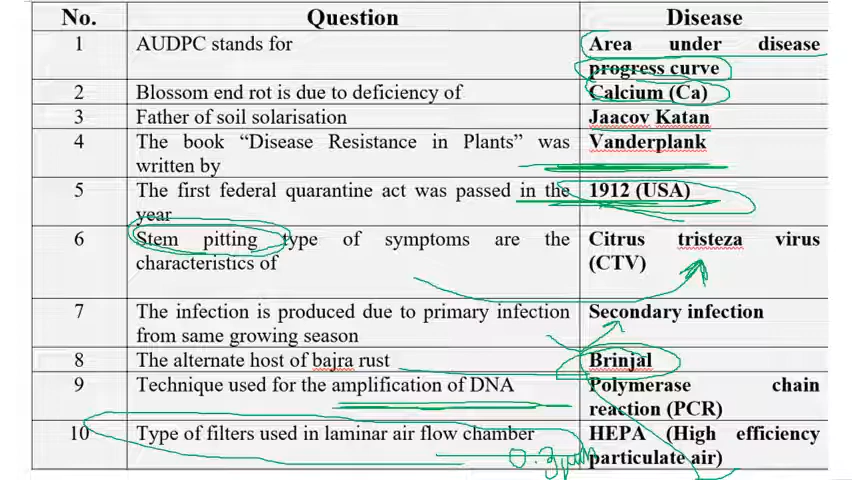 No. Question Disease
1 AUDPC stands for Area under disease
progress curve
2 Blossom end rot is due to deficiency of Calcium (Ca)
3 Father of soil solarisation Jaacov Katan
4 The book “Disease Resistance in Plants” was Vanderplank
written by
5 The first federal quarantine act was passed in the 1912 (USA)
year
6 Stem pitting type of symptoms are the Citrus tristeza virus
characteristics of (CTV)
7 The infection is produced due to primary infection Secondary infection
from same growing season
8 The alternate host of bajra rust Brinjal
9 Technique used for the amplification of DNA Polymerase chain
reaction (PCR)
10 Type of filters used in laminar air flow chamber HEPA (High efficiency
0.3μm particulate air)